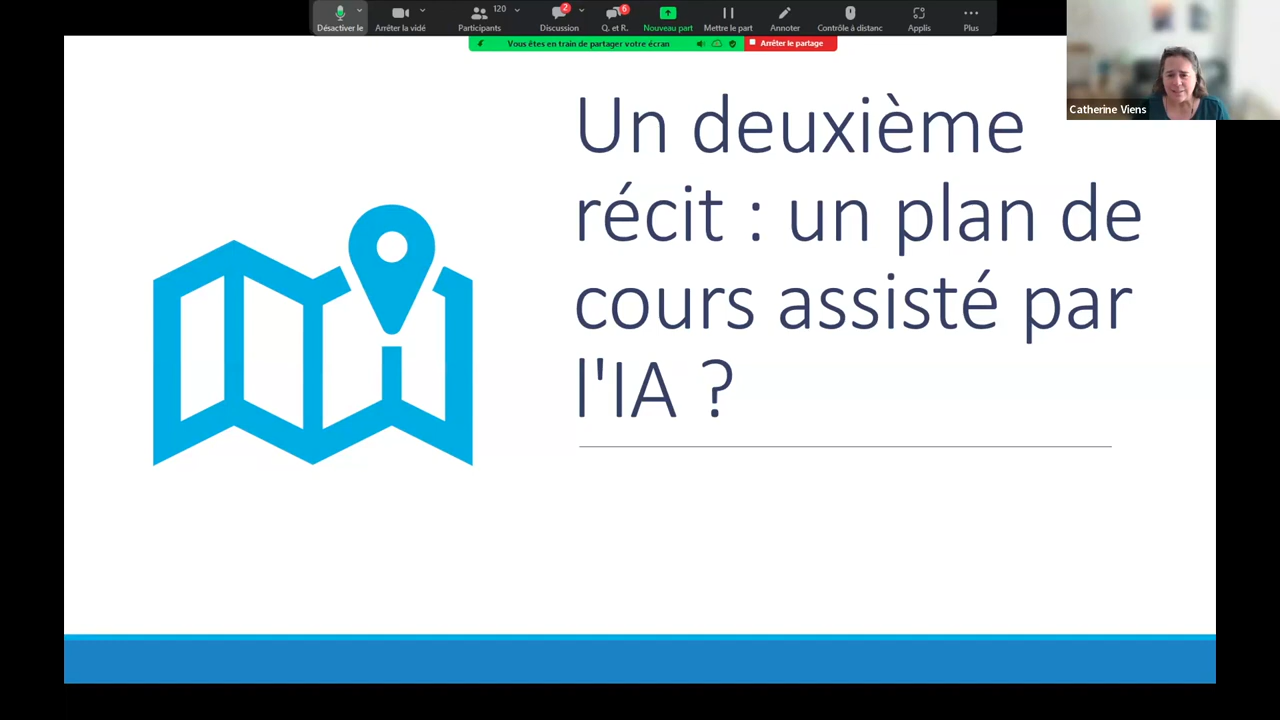 120
2
6
Désactiver le
Arrêter la vidé
Participants
Discussion
Q. et R.
Nouveau part
Mettre le part
Annoter
Contrôle à distanc
Applis
Plus
Vous êtes en train de partager votre écran
Arrêter le partage
Catherine Viens
Un deuxième
récit : un plan de
cours assisté par
l'IA ?